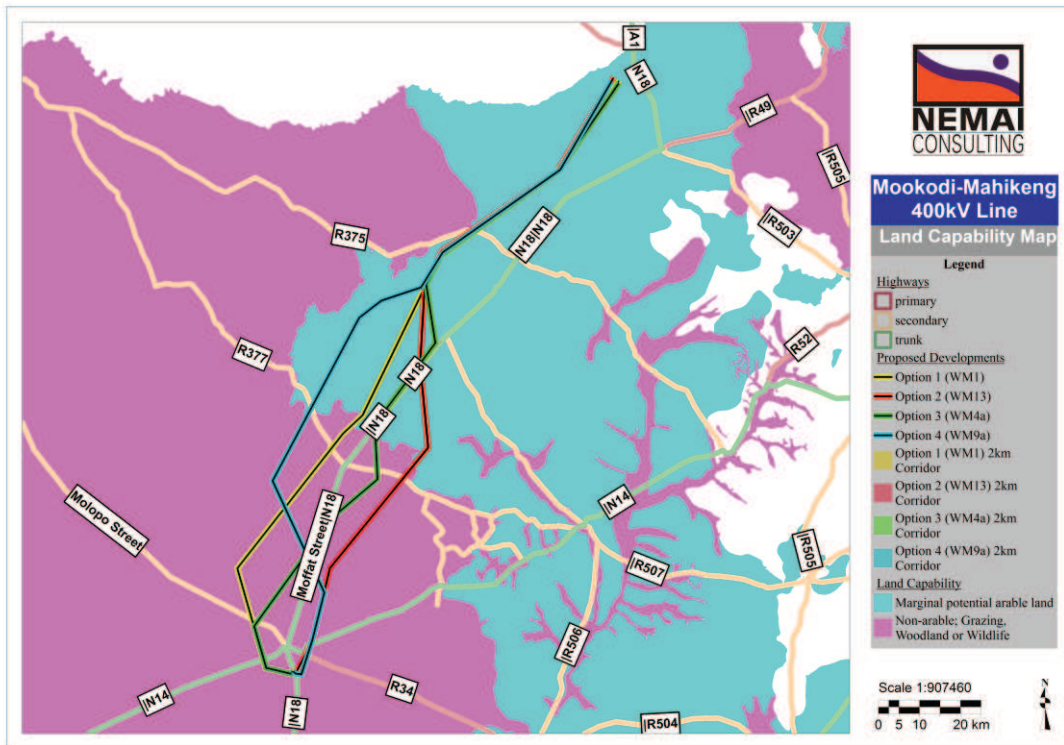 |A1
|N18
|R49
|R505
|R503
R375
N18|N18
R377
R52
N18
|N18
Molopo Street
Moffat Street|N18
|N14
|R505
|R507
|R506
|N14
|N18
R34
|R504
NEMAI
CONSULTING
Mookodi-Mahikeng
400kV Line
Land Capability Map
Legend
Highways
primary
secondary
trunk
Proposed Developments
Option 1 (WM1)
Option 2 (WM13)
Option 3 (WM4a)
Option 4 (WM9a)
Option 1 (WM1) 2km
Corridor
Option 2 (WM13) 2km
Corridor
Option 3 (WM4a) 2km
Corridor
Option 4 (WM9a) 2km
Corridor
Land Capability
Marginal potential arable land
Non-arable; Grazing,
Woodland or Wildlife
Scale 1:907460
0 5 10 20 km
N